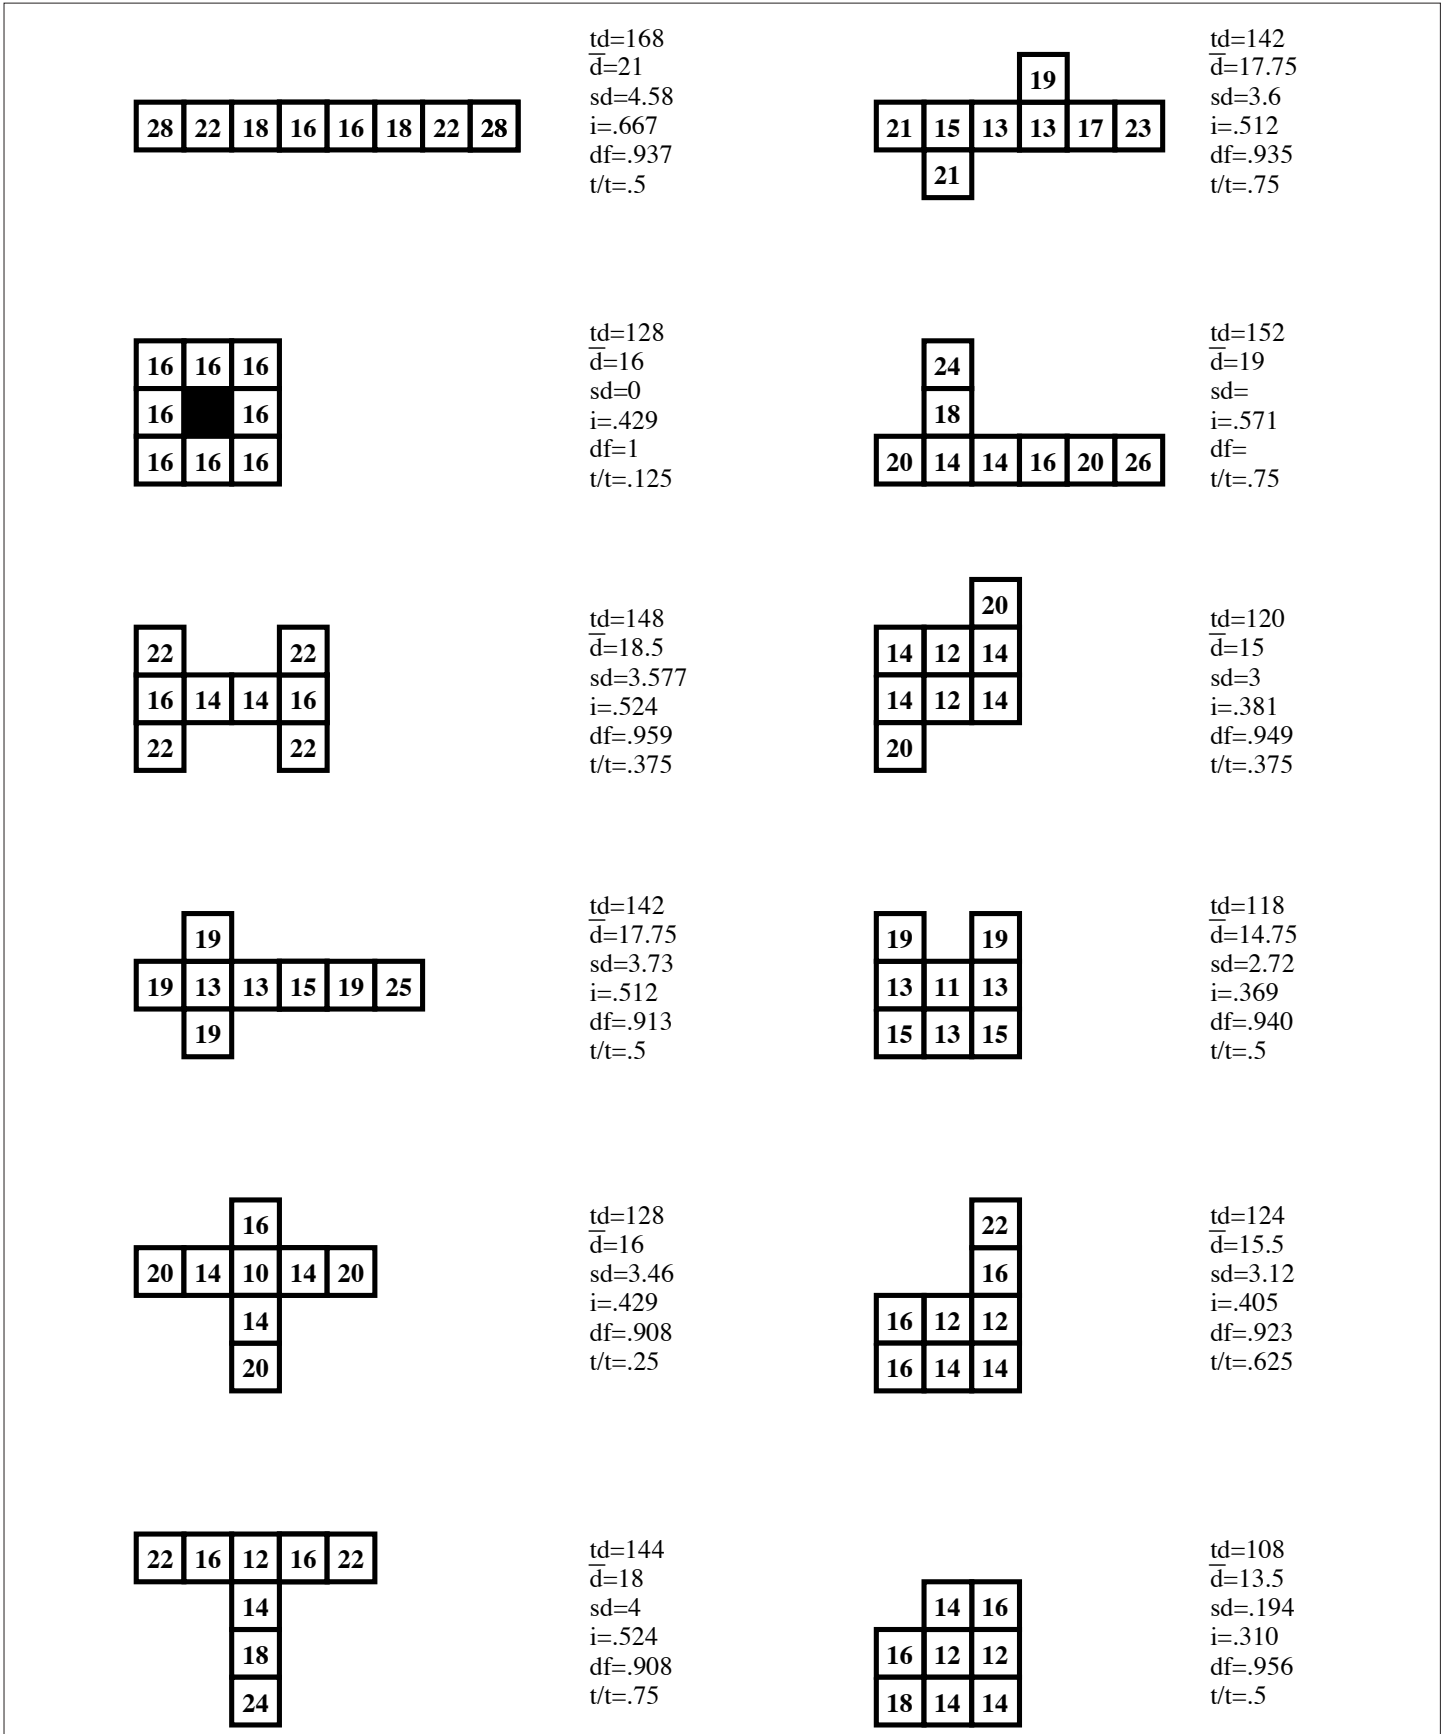 28 22 18 16 16 18 22 28
td=168
d=21
sd=4.58
i=.667
df=.937
t/t=.5
19
21 15 13 13 17 23
21
td=142
d=17.75
sd=3.6
i=.512
df=.935
t/t=.75
16 16 16
16 16
16 16 16
td=128
d=16
sd=0
i=.429
df=1
t/t=.125
24
18
20 14 14 16 20 26
td=152
d=19
sd=
i=.571
df=
t/t=.75
22 22
16 14 14 16
22 22
td=148
d=18.5
sd=3.577
i=.524
df=.959
t/t=.375
20
14 12 14
14 12 14
20
td=120
d=15
sd=3
i=.381
df=.949
t/t=.375
19
19 13 13 15 19 25
19
td=142
d=17.75
sd=3.73
i=.512
df=.913
t/t=.5
19 19
13 11 13
15 13 15
td=118
d=14.75
sd=2.72
i=.369
df=.940
t/t=.5
16
20 14 10 14 20
14
20
td=128
d=16
sd=3.46
i=.429
df=.908
t/t=.25
22
16
16 12 12
16 14 14
td=124
d=15.5
sd=3.12
i=.405
df=.923
t/t=.625
22 16 12 16 22
14
18
24
td=144
d=18
sd=4
i=.524
df=.908
t/t=.75
14 16
16 12 12
18 14 14
td=108
d=13.5
sd=.194
i=.310
df=.956
t/t=.5